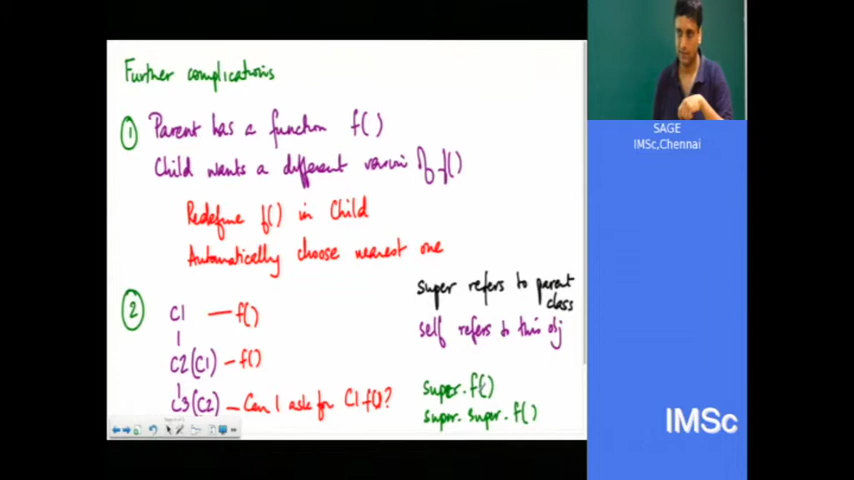 Further complications
① Parent has a function f()
Child wants a different version of f()
Redefine f() in Child
Automatically choose nearest one
super refers to parent class
self refers to this obj
② C1 — f()
C2(C1) – f()
C3(C2) – Can I ask for C1 f()?
super.f()
super.super.f()
SAGE
IMSc,Chennai
IMSc